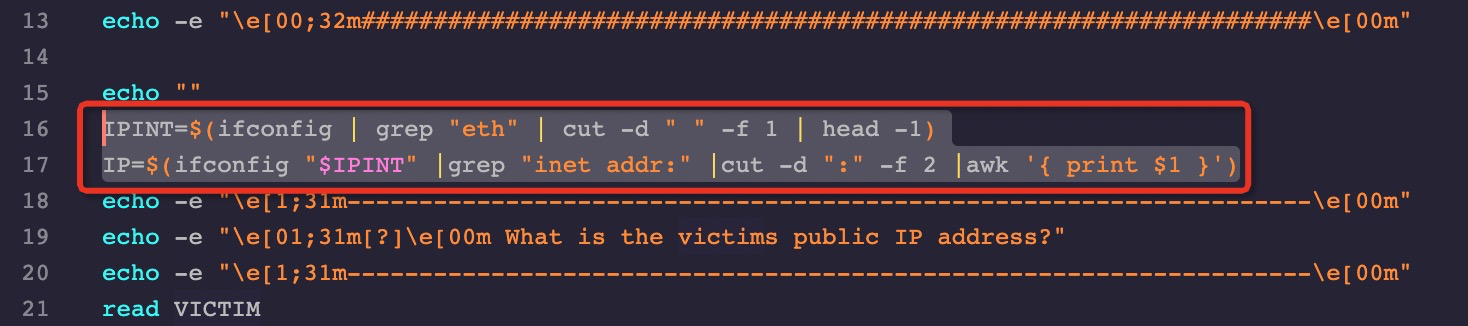 13 echo -e "\e[00;32m##################################################################\e[00m"
14
15 echo ""
16 IPINT=$(ifconfig | grep "eth" | cut -d " " -f 1 | head -1)
17 IP=$(ifconfig "$IPINT" |grep "inet addr:" |cut -d ":" -f 2 |awk '{ print $1 }')
18 echo -e "\e[1;31m-------------------------------------------------------------------\e[00m"
19 echo -e "\e[01;31m[?]\e[00m What is the victims public IP address?"
20 echo -e "\e[1;31m-------------------------------------------------------------------\e[00m"
21 read VICTIM